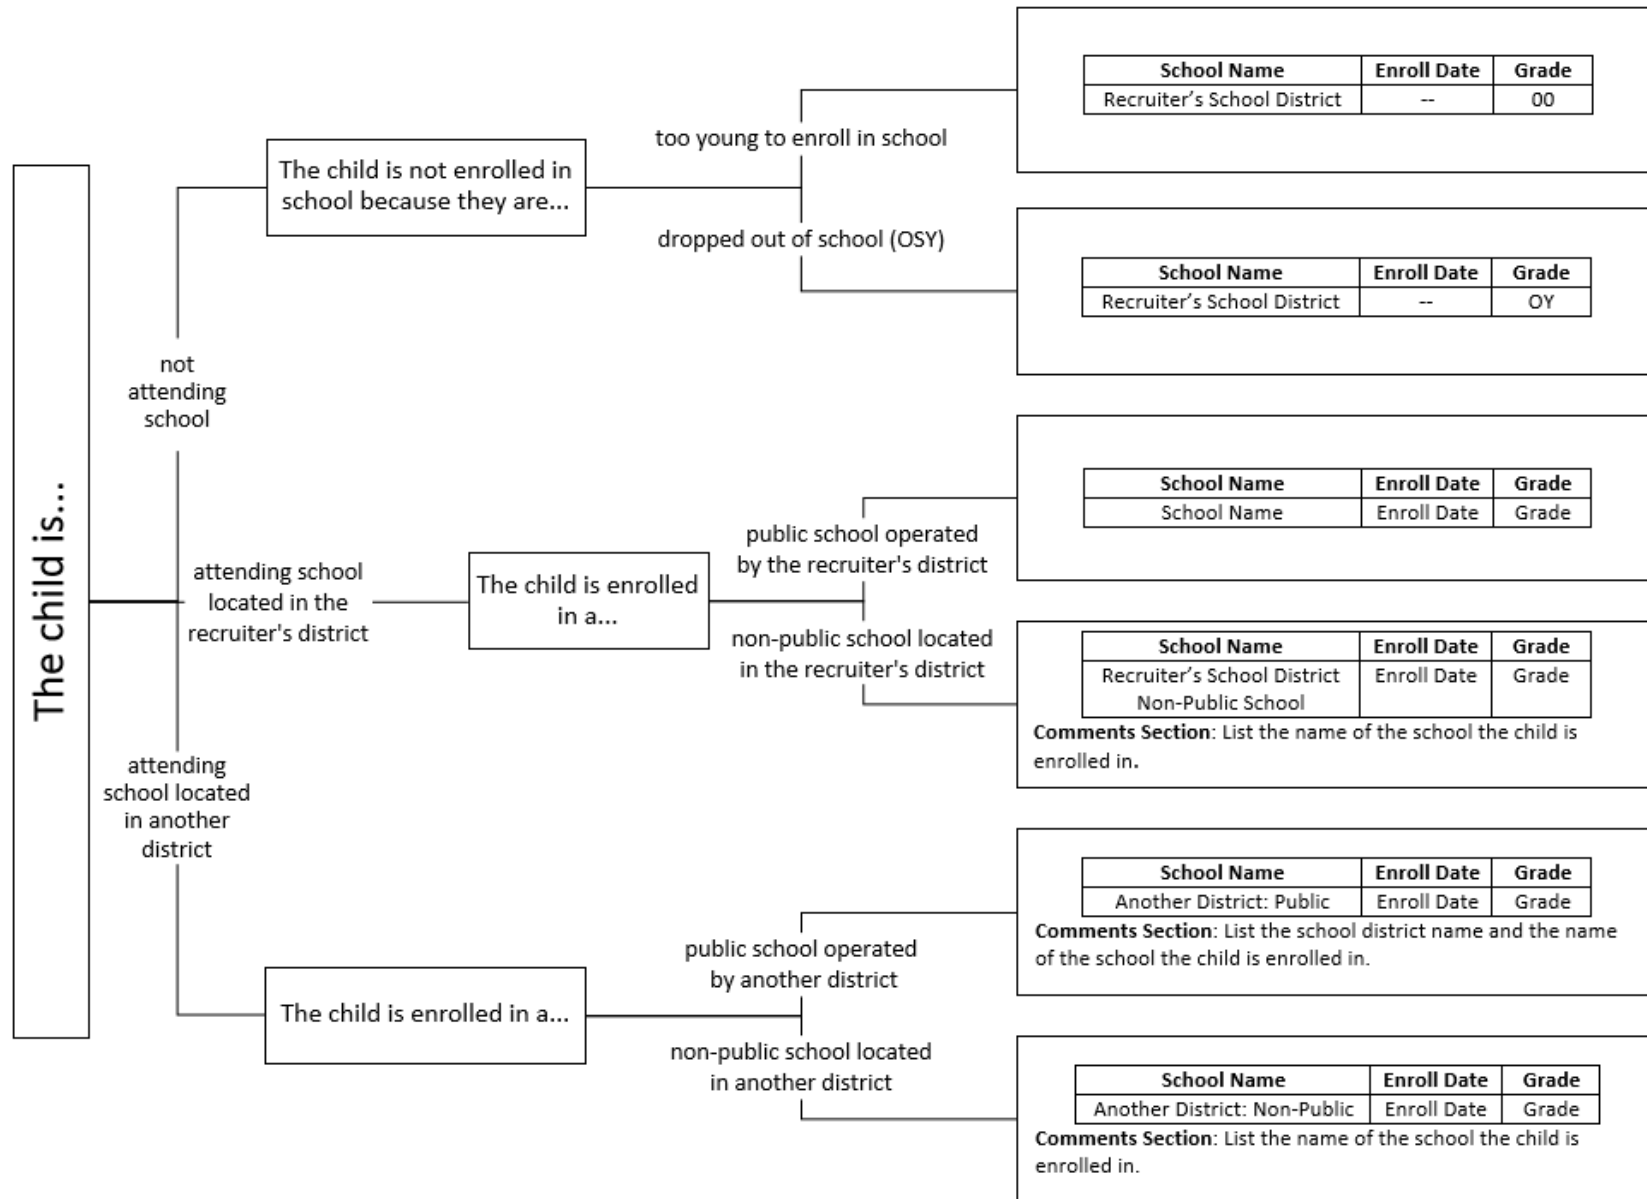 The child is...
not
attending
school
The child is not enrolled in
school because they are...
too young to enroll in school
School Name Enroll Date Grade
Recruiter’s School District -- 00
dropped out of school (OSY)
School Name Enroll Date Grade
Recruiter’s School District -- OY
attending school
located in the
recruiter's district
The child is enrolled
in a...
public school operated
by the recruiter's district
School Name Enroll Date Grade
School Name Enroll Date Grade
non-public school located
in the recruiter's district
School Name Enroll Date Grade
Recruiter’s School District Enroll Date Grade
Non-Public School
Comments Section: List the name of the school the child is
enrolled in.
attending
school located
in another
district
The child is enrolled in a...
public school operated
by another district
School Name Enroll Date Grade
Another District: Public Enroll Date Grade
Comments Section: List the school district name and the name
of the school the child is enrolled in.
non-public school located
in another district
School Name Enroll Date Grade
Another District: Non-Public Enroll Date Grade
Comments Section: List the name of the school the child is
enrolled in.